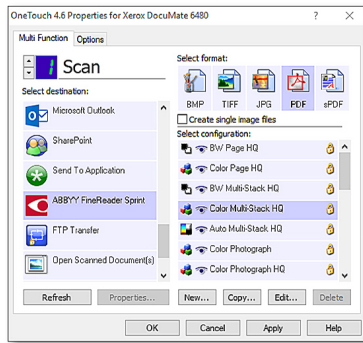 OneTouch 4.6 Properties for Xerox DocuMate 6480
? X
Multi Function Options
1 Scan
Select destination:
Microsoft Outlook
SharePoint
Send To Application
ABBYY FineReader Sprint
FTP Transfer
Open Scanned Document(s)
Refresh Properties...
Select format:
BMP TIFF JPG PDF sPDF
Create single image files
Select configuration:
BW Page HQ
Color Page HQ
BW Multi-Stack HQ
Color Multi-Stack HQ
Auto Multi-Stack HQ
Color Photograph
Color Photograph HQ
New... Copy... Edit... Delete
OK Cancel Apply Help